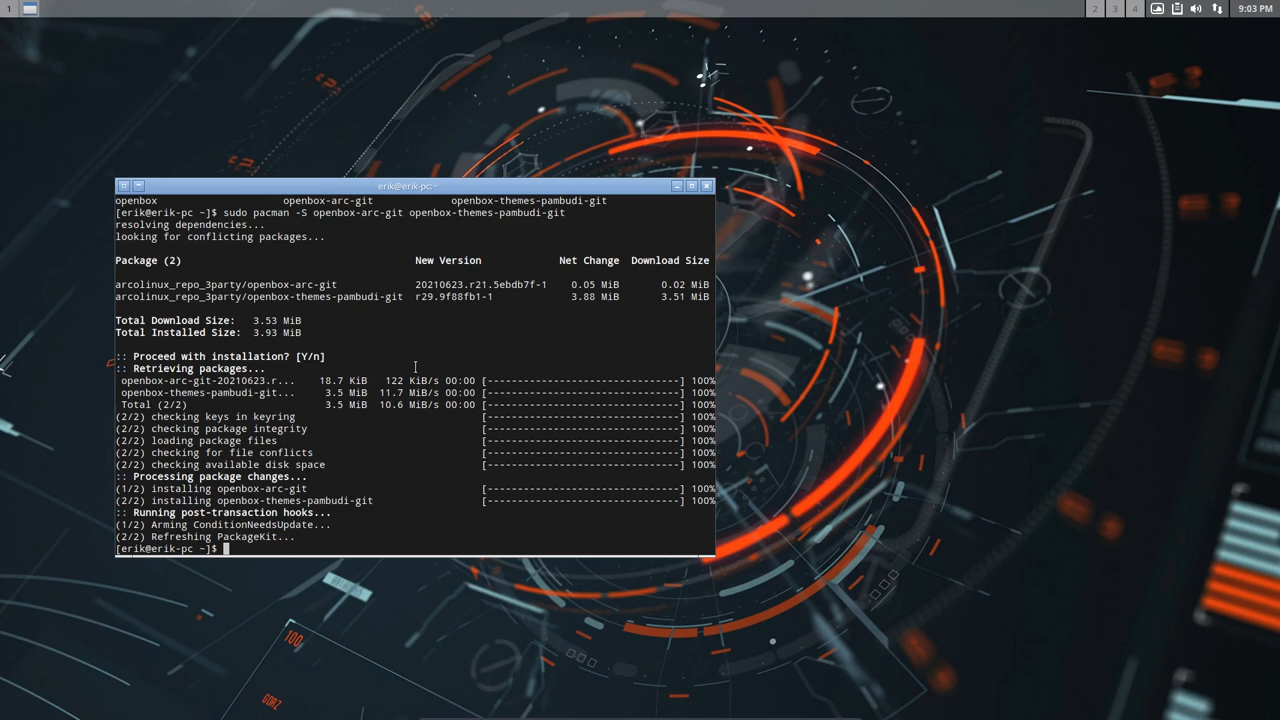 1
2 3 4 9:03 PM
erik@erik-pc:~
openbox openbox-arc-git openbox-themes-pambudi-git
[erik@erik-pc ~]$ sudo pacman -S openbox-arc-git openbox-themes-pambudi-git
resolving dependencies...
looking for conflicting packages...
Package (2) New Version Net Change Download Size
arcolinux_repo_3party/openbox-arc-git 20210623.r21.5ebdb7f-1 0.05 MiB 0.02 MiB
arcolinux_repo_3party/openbox-themes-pambudi-git r29.9f88fb1-1 3.88 MiB 3.51 MiB
Total Download Size: 3.53 MiB
Total Installed Size: 3.93 MiB
:: Proceed with installation? [Y/n]
:: Retrieving packages...
openbox-arc-git-20210623.r... 18.7 KiB 122 KiB/s 00:00 [--------------------------------] 100%
openbox-themes-pambudi-git... 3.5 MiB 11.7 MiB/s 00:00 [--------------------------------] 100%
Total (2/2) 3.5 MiB 10.6 MiB/s 00:00 [--------------------------------] 100%
(2/2) checking keys in keyring [--------------------------------] 100%
(2/2) checking package integrity [--------------------------------] 100%
(2/2) loading package files [--------------------------------] 100%
(2/2) checking for file conflicts [--------------------------------] 100%
(2/2) checking available disk space [--------------------------------] 100%
:: Processing package changes...
(1/2) installing openbox-arc-git [--------------------------------] 100%
(2/2) installing openbox-themes-pambudi-git [--------------------------------] 100%
:: Running post-transaction hooks...
(1/2) Arming ConditionNeedsUpdate...
(2/2) Refreshing PackageKit...
[erik@erik-pc ~]$
100